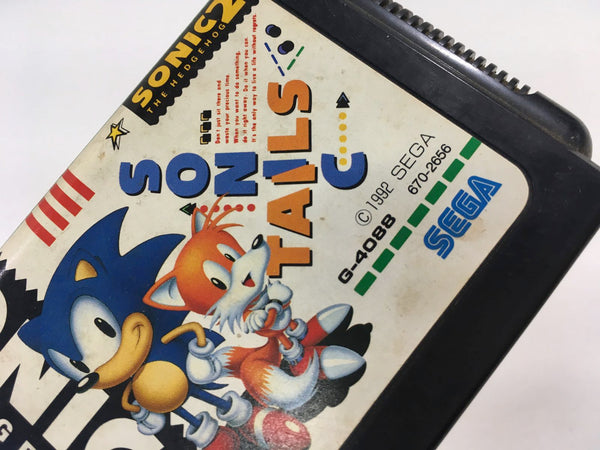 SONIC 2
THE HEDGEHOG
Don't just sit there and
waste your precious time.
When you want to do something,
do it right away. Do it when you can.
It's the only way to live a life without regrets.
SONIC
TAILS
© 1992 SEGA
670-2656
G-4088
SEGA
NIC